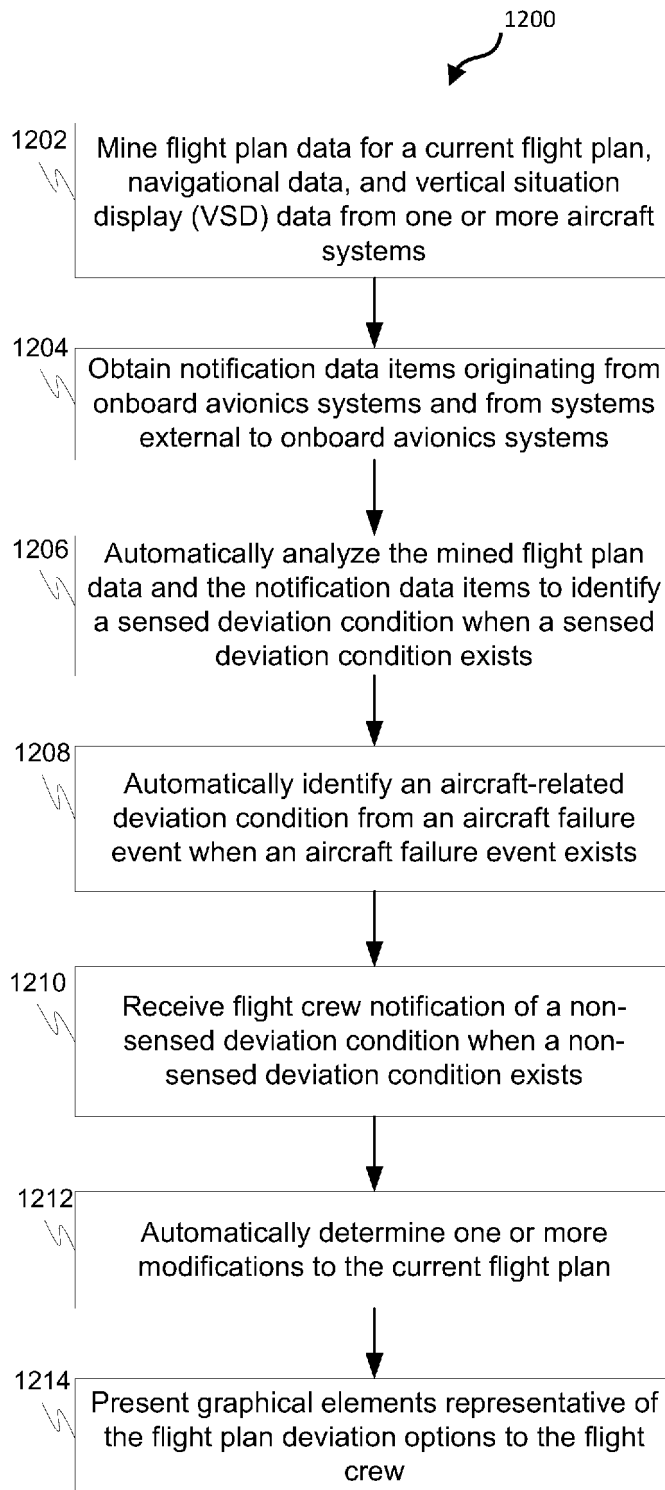 1200
1202
Mine flight plan data for a current flight plan,
navigational data, and vertical situation
display (VSD) data from one or more aircraft
systems
1204
Obtain notification data items originating from
onboard avionics systems and from systems
external to onboard avionics systems
1206
Automatically analyze the mined flight plan
data and the notification data items to identify
a sensed deviation condition when a sensed
deviation condition exists
1208
Automatically identify an aircraft-related
deviation condition from an aircraft failure
event when an aircraft failure event exists
1210
Receive flight crew notification of a non-
sensed deviation condition when a non-
sensed deviation condition exists
1212
Automatically determine one or more
modifications to the current flight plan
1214
Present graphical elements representative of
the flight plan deviation options to the flight
crew